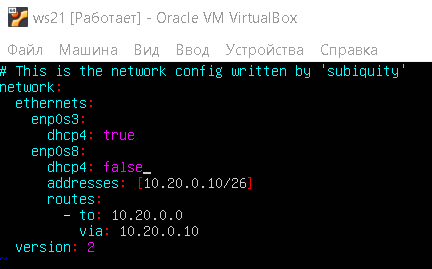 ws21 [Работает] - Oracle VM VirtualBox
Файл Машина Вид Ввод Устройства Справка
# This is the network config written by 'subiquity'
network:
  ethernets:
    enp0s3:
      dhcp4: true
    enp0s8:
      dhcp4: false
      addresses: [10.20.0.10/26]
      routes:
        - to: 10.20.0.0
          via: 10.20.0.10
  version: 2
~